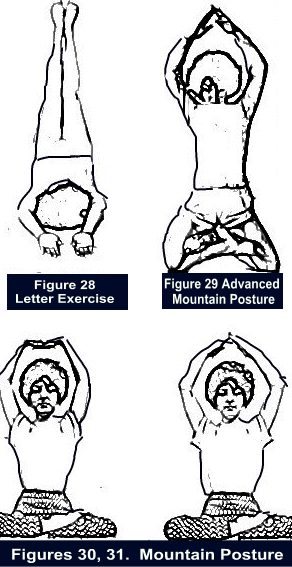 Figure 28
Letter Exercise
Figure 29 Advanced
Mountain Posture
Figures 30, 31. Mountain Posture